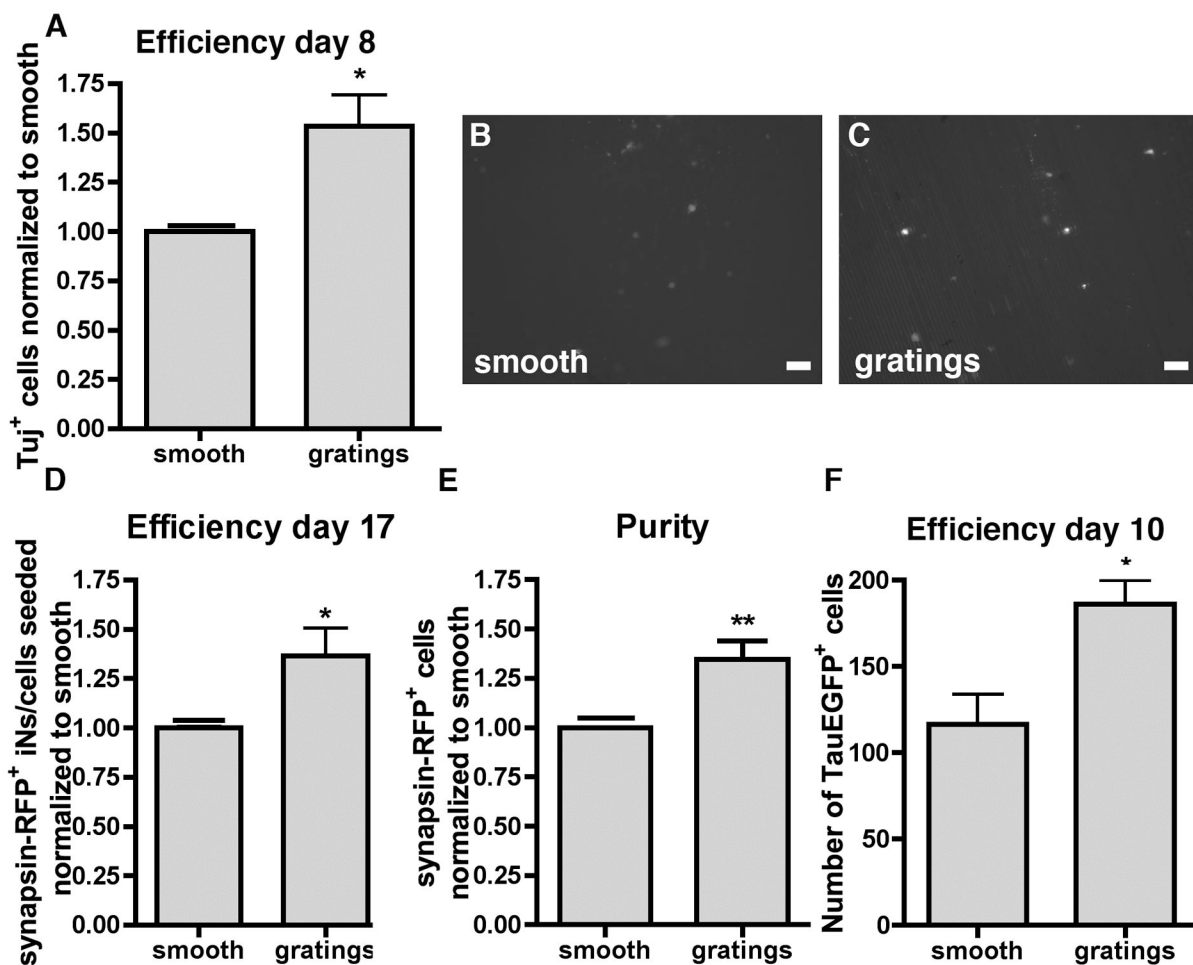 A
Efficiency day 8
Tuj+ cells normalized to smooth
1.75
1.50
1.25
1.00
0.75
0.50
0.25
0.00
*
smooth
gratings
B
smooth
C
gratings
D
Efficiency day 17
synapsin-RFP+ iNs/cells seeded
normalized to smooth
1.75
1.50
1.25
1.00
0.75
0.50
0.25
0.00
*
smooth
gratings
E
Purity
synapsin-RFP+ cells
normalized to smooth
1.75
1.50
1.25
1.00
0.75
0.50
0.25
0.00
**
smooth
gratings
F
Efficiency day 10
Number of TauEGFP+ cells
200
150
100
50
0
*
smooth
gratings